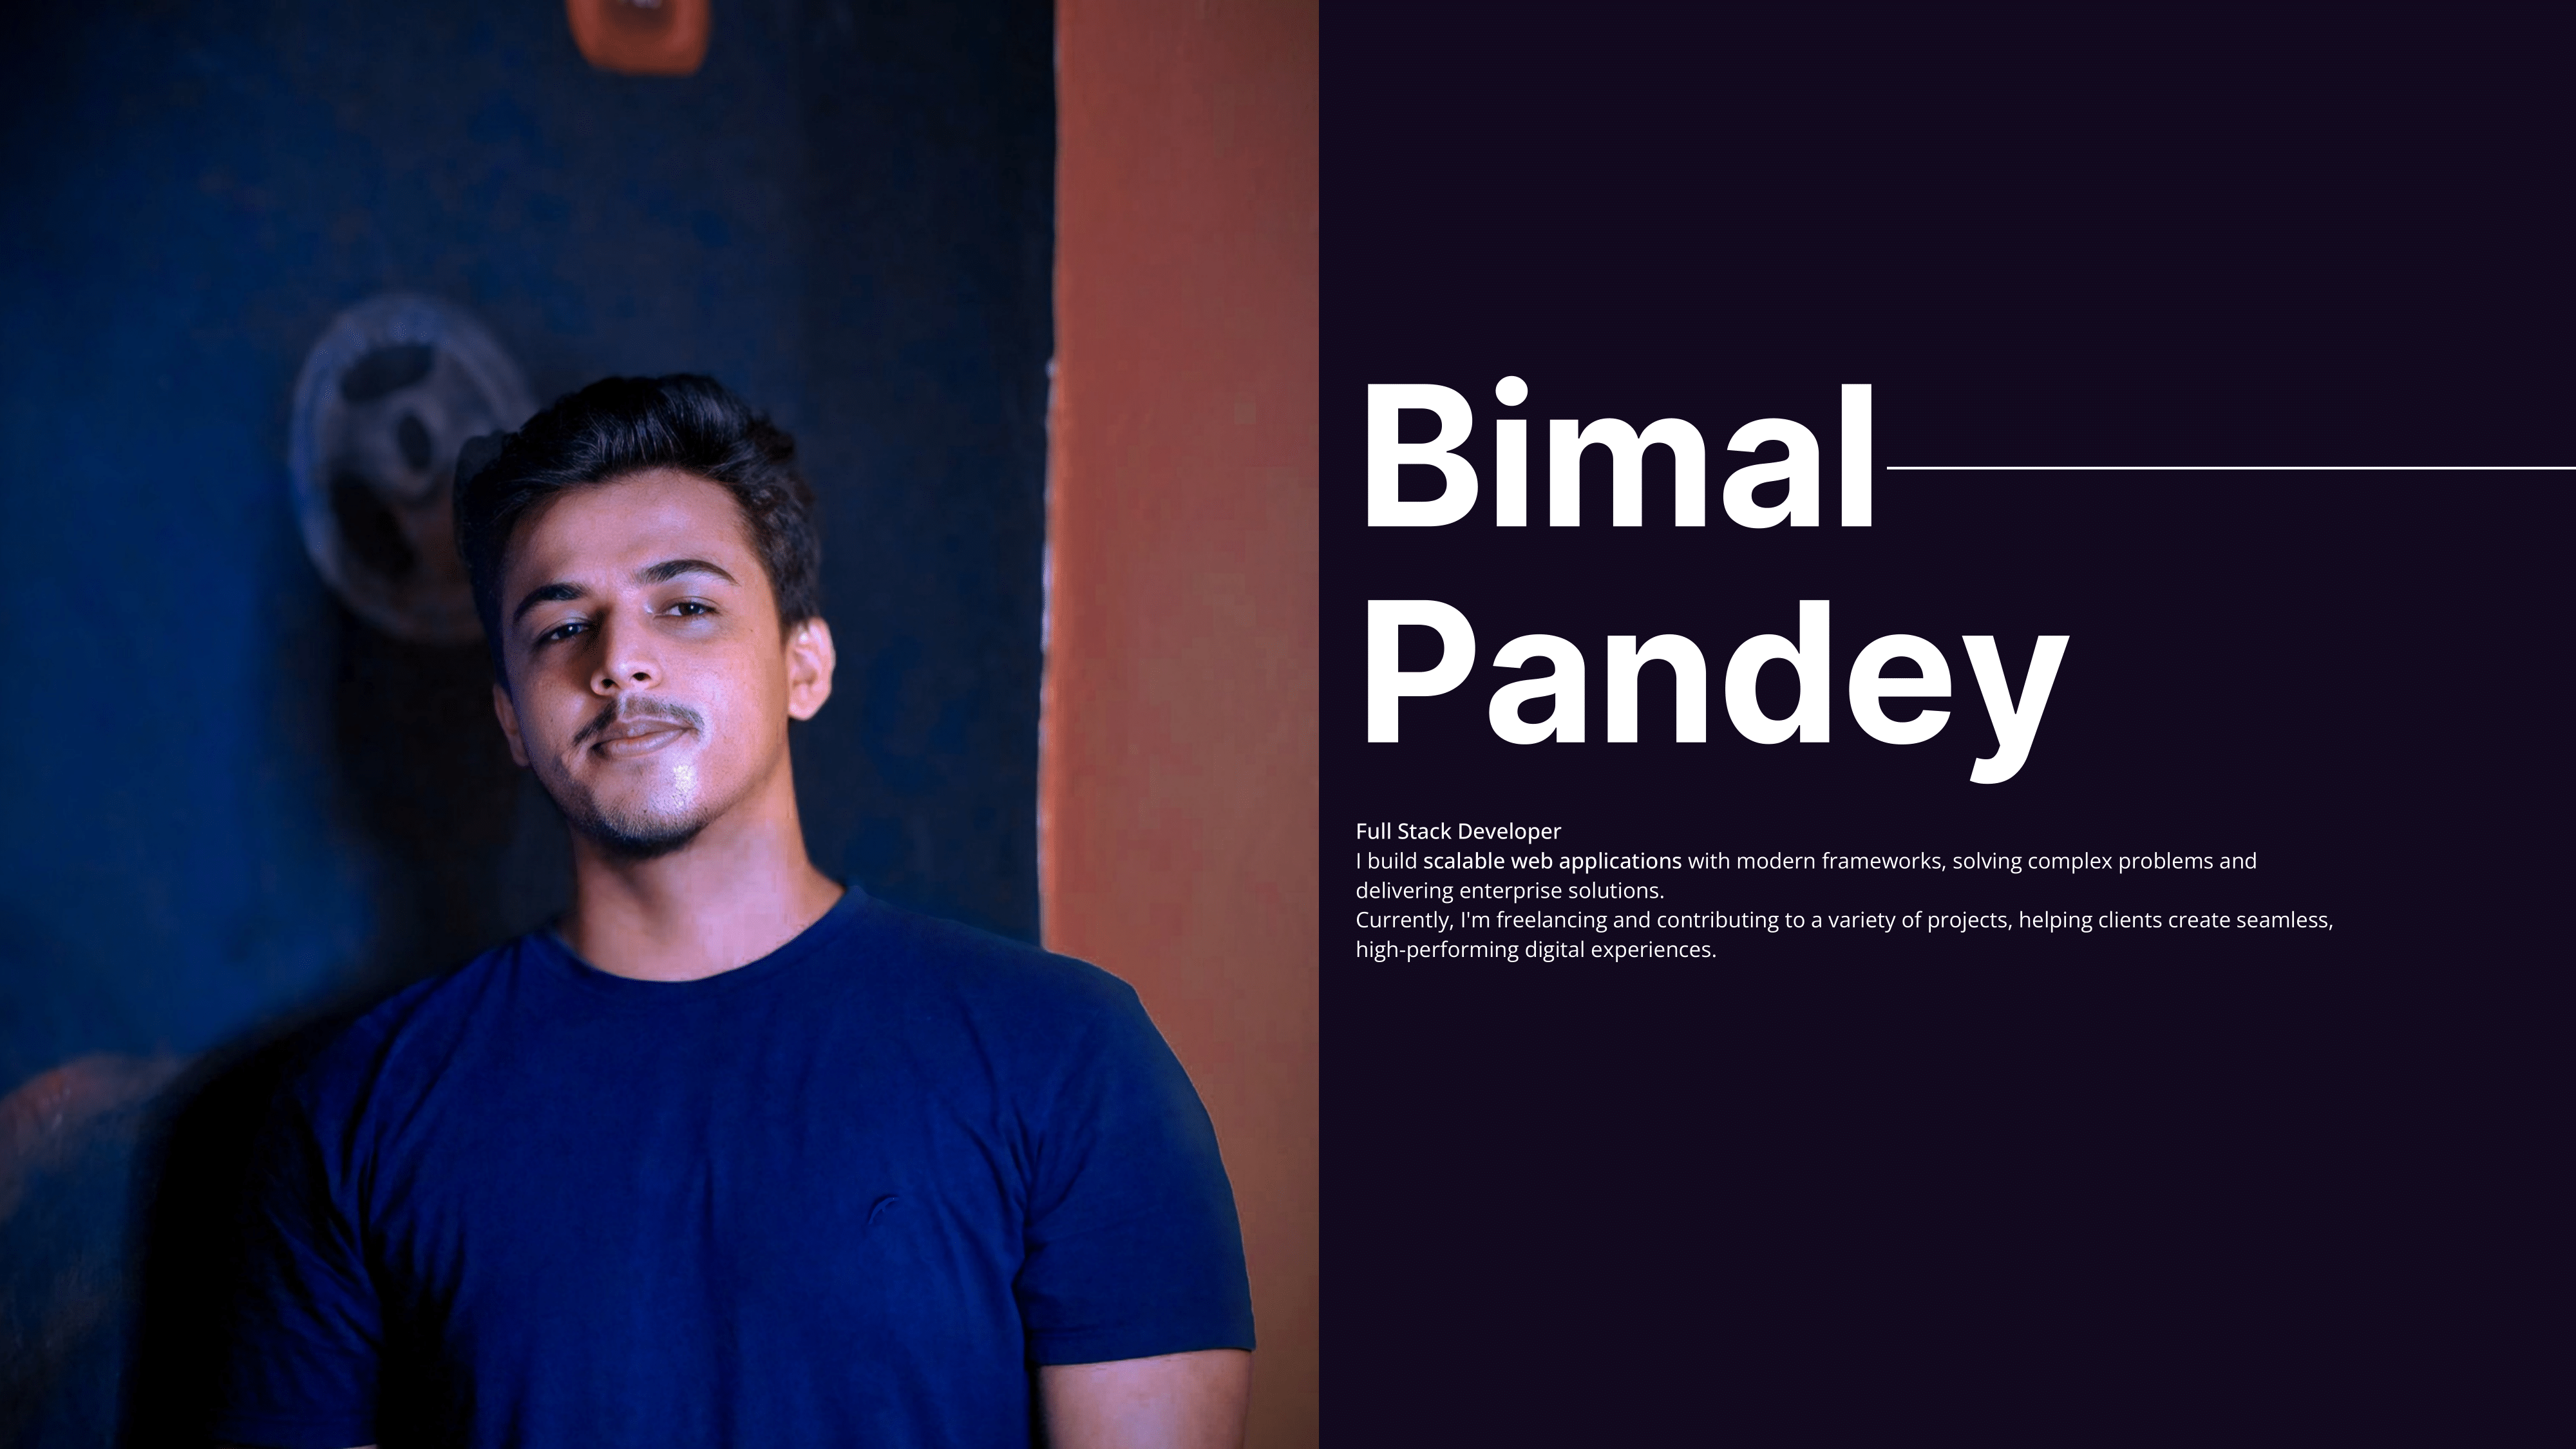 Bimal
Pandey
Full Stack Developer
I build scalable web applications with modern frameworks, solving complex problems and
delivering enterprise solutions.
Currently, I'm freelancing and contributing to a variety of projects, helping clients create seamless,
high-performing digital experiences.